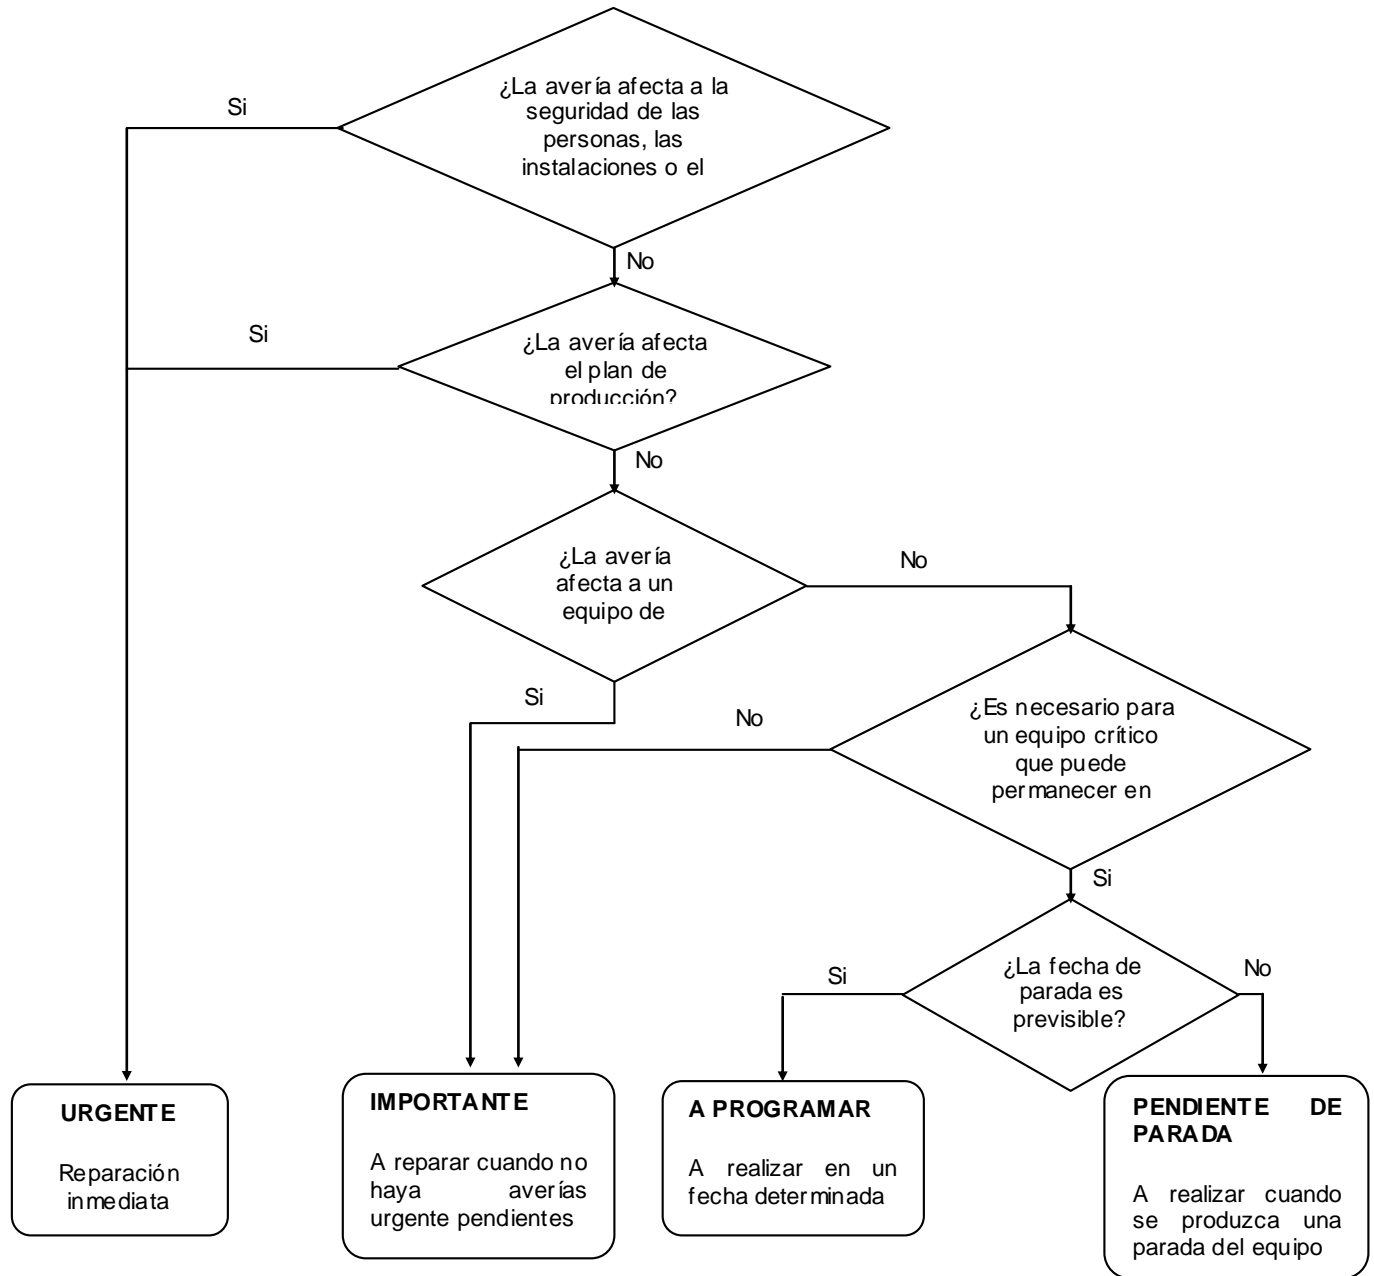 ¿La avería afecta a la
seguridad de las
personas, las
instalaciones o el
Si
No
¿La avería afecta
el plan de
producción?
Si
No
¿La avería
afecta a un
equipo de
No
Si
¿Es necesario para
un equipo crítico
que puede
permanecer en
No
Si
¿La fecha de
parada es
previsible?
Si
No
URGENTE
Reparación
inmediata
IMPORTANTE
A reparar cuando no
haya averías
urgente pendientes
A PROGRAMAR
A realizar en un
fecha determinada
PENDIENTE DE
PARADA
A realizar cuando
se produzca una
parada del equipo